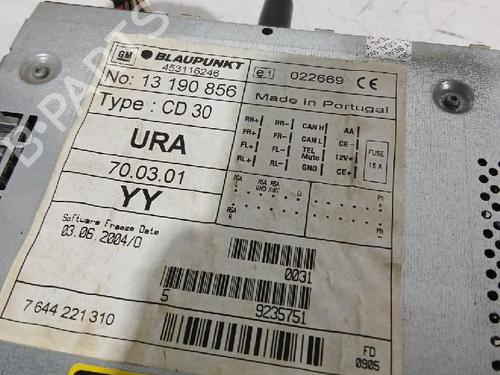 GM BLAUPUNKT
453116246
e1 022669 CE
No: 13 190 856
Made in Portugal
Type : CD 30
URA
70.03.01
YY
RR+ RR- CAN H AA
FR+ FR- CAN L CE-
FL+ FL- TEL Mute 12V+
RL+ RL- GND CE+
FUSE
15 A
Software Freeze Date
03.06.2004/0
0031
S 9235751
7 644 221 310
FD
0905
B PARTS